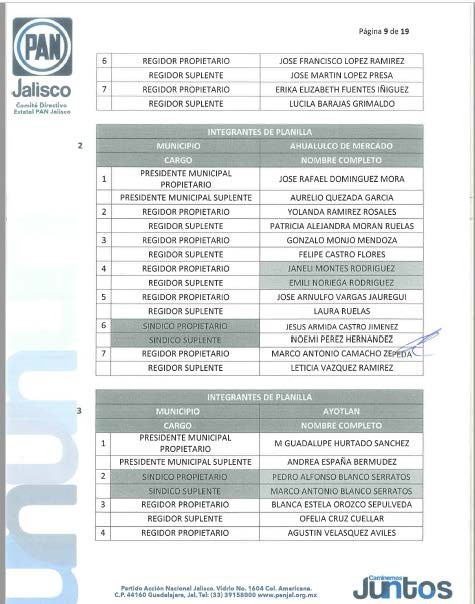 Página 9 de 19
PAN
Jalisco
Comité Directivo
Estatal PAN Jalisco
6 REGIDOR PROPIETARIO JOSE FRANCISCO LOPEZ RAMIREZ
REGIDOR SUPLENTE JOSE MARTIN LOPEZ PRESA
7 REGIDOR PROPIETARIO ERIKA ELIZABETH FUENTES IÑIGUEZ
REGIDOR SUPLENTE LUCILA BARAJAS GRIMALDO
INTEGRANTES DE PLANILLA
2 MUNICIPIO AHUALULCO DE MERCADO
CARGO NOMBRE COMPLETO
1 PRESIDENTE MUNICIPAL
PROPIETARIO JOSE RAFAEL DOMINGUEZ MORA
PRESIDENTE MUNICIPAL SUPLENTE AURELIO QUEZADA GARCIA
2 REGIDOR PROPIETARIO YOLANDA RAMIREZ ROSALES
REGIDOR SUPLENTE PATRICIA ALEJANDRA MORAN RUELAS
3 REGIDOR PROPIETARIO GONZALO MONJO MENDOZA
REGIDOR SUPLENTE FELIPE CASTRO FLORES
4 REGIDOR PROPIETARIO JANELI MONTES RODRIGUEZ
REGIDOR SUPLENTE EMILI NORIEGA RODRIGUEZ
5 REGIDOR PROPIETARIO JOSE ARNULFO VARGAS JAUREGUI
REGIDOR SUPLENTE LAURA RUELAS
6 SINDICO PROPIETARIO JESUS ARMIDA CASTRO JIMENEZ
SINDICO SUPLENTE NOEMI PEREZ HERNANDEZ
7 REGIDOR PROPIETARIO MARCO ANTONIO CAMACHO ZEPEDA
REGIDOR SUPLENTE LETICIA VAZQUEZ RAMIREZ
INTEGRANTES DE PLANILLA
3 MUNICIPIO AYOTLAN
CARGO NOMBRE COMPLETO
1 PRESIDENTE MUNICIPAL
PROPIETARIO M GUADALUPE HURTADO SANCHEZ
PRESIDENTE MUNICIPAL SUPLENTE ANDREA ESPAÑA BERMUDEZ
2 SINDICO PROPIETARIO PEDRO ALFONSO BLANCO SERRATOS
SINDICO SUPLENTE MARCO ANTONIO BLANCO SERRATOS
3 REGIDOR PROPIETARIO BLANCA ESTELA OROZCO SEPULVEDA
REGIDOR SUPLENTE OFELIA CRUZ CUELLAR
4 REGIDOR PROPIETARIO AGUSTIN VELASQUEZ AVILES
Partido Acción Nacional Jalisco. Vidrio No. 1604 Col. Americana.
C.P. 44160 Guadalajara, Jal. Tel: (33) 39158000 www.panjal.org.mx
Caminemos
Juntos